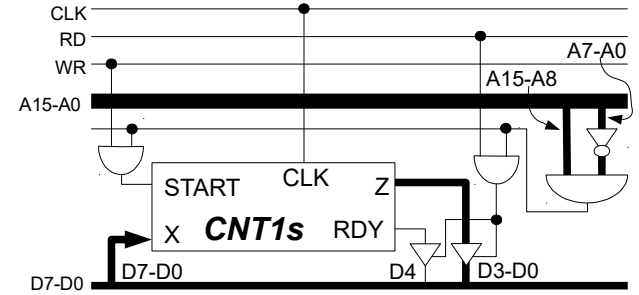 CLK
RD
WR
A7-A0
A15-A8
A15-A0
START
CLK
Z
X
CNT1s
RDY
D7-D0
D7-D0
D4
D3-D0